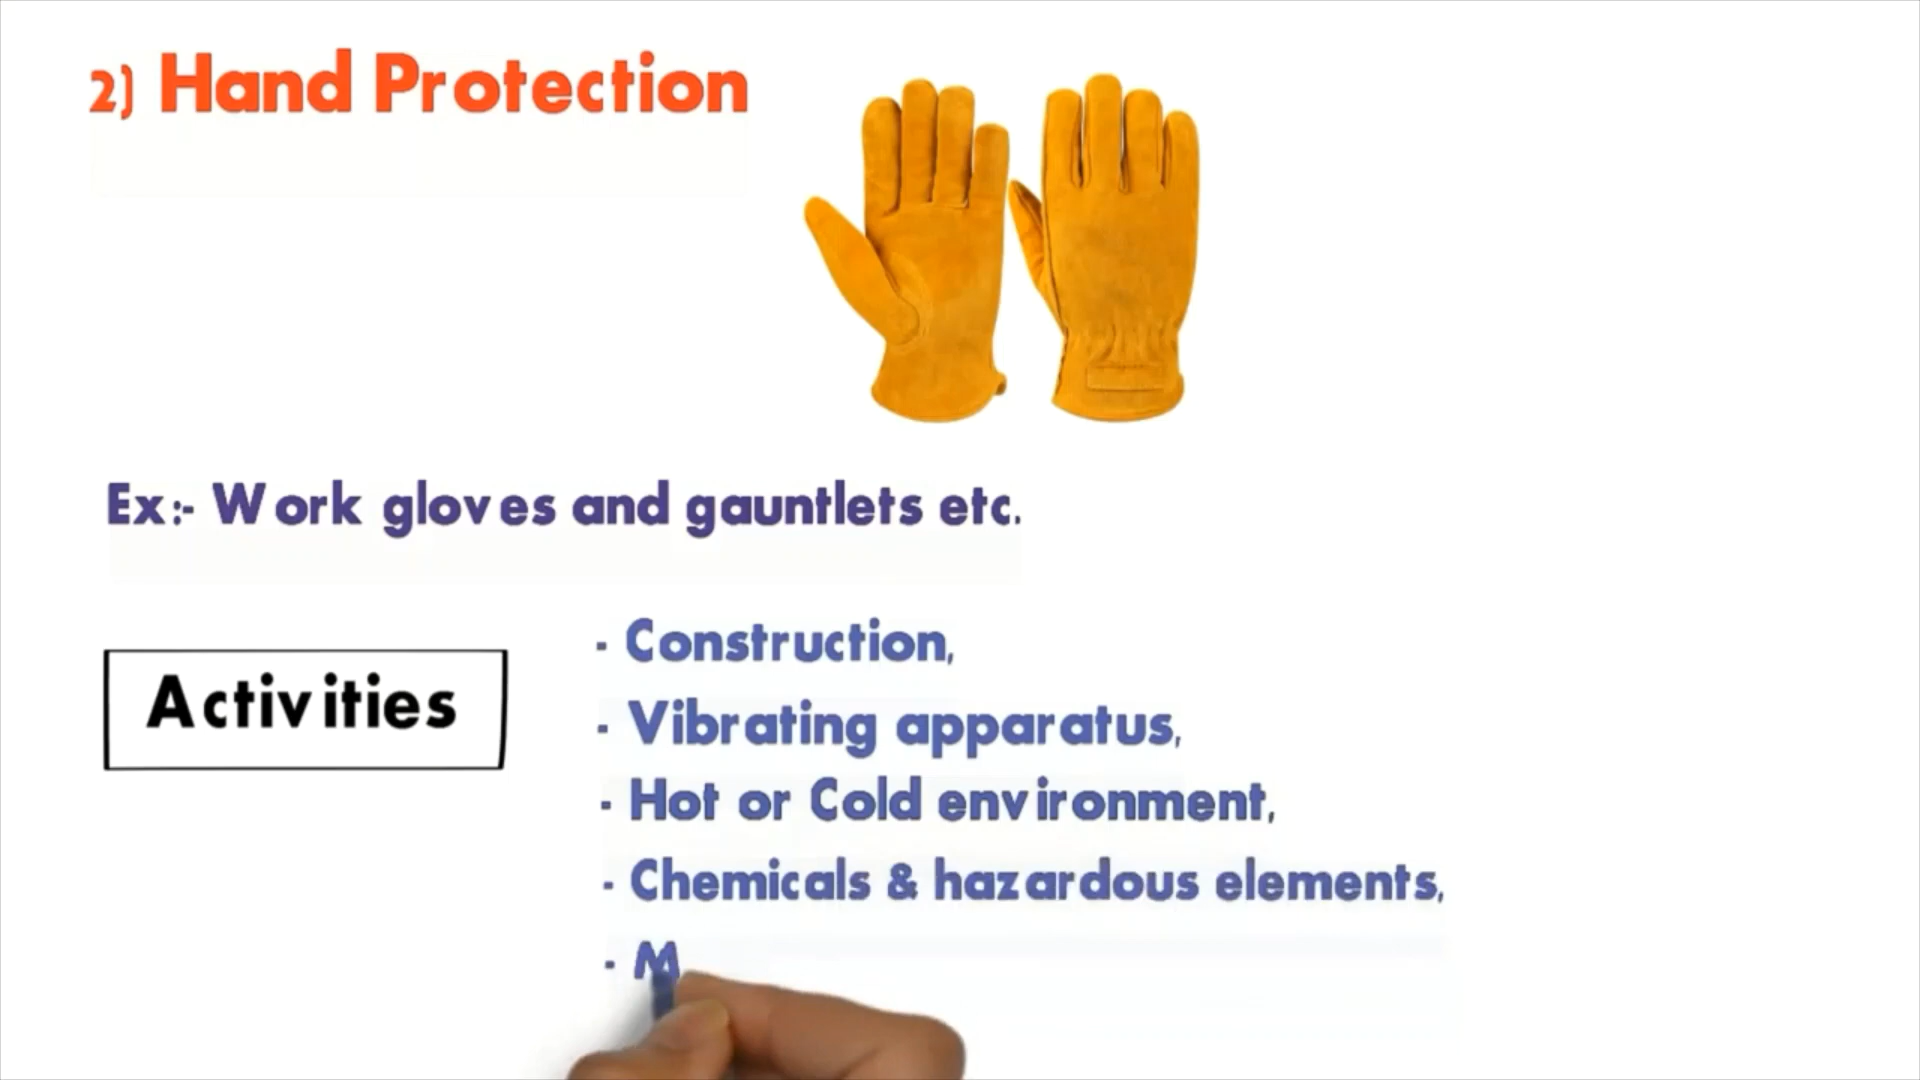 2) Hand Protection
Ex:- Work gloves and gauntlets etc.
Activities
- Construction,
- Vibrating apparatus,
- Hot or Cold environment,
- Chemicals & hazardous elements,
- M